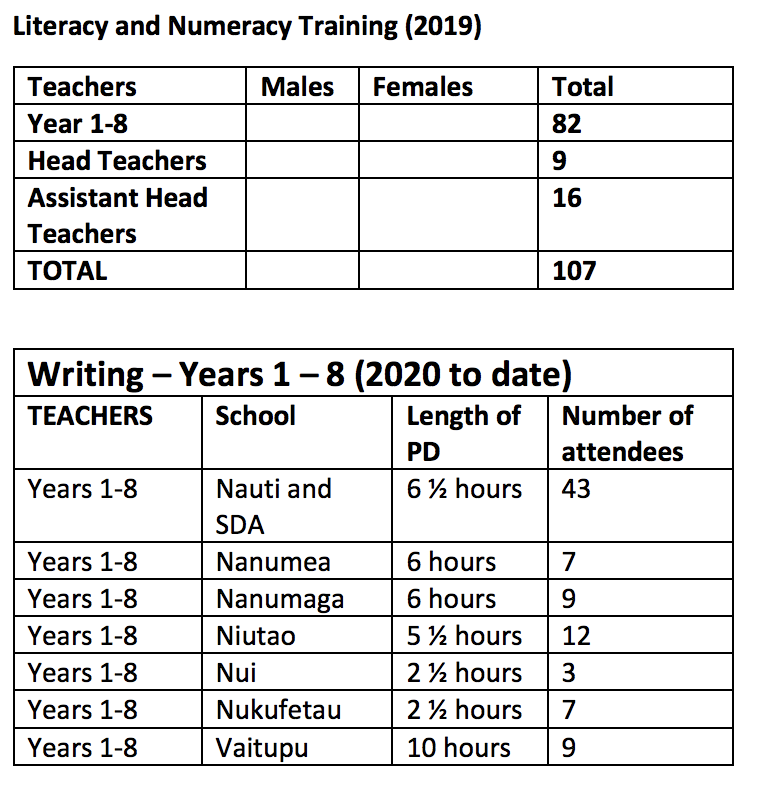 Literacy and Numeracy Training (2019)
Teachers Males Females Total
Year 1-8 82
Head Teachers 9
Assistant Head 16
Teachers
TOTAL 107
Writing – Years 1 – 8 (2020 to date)
TEACHERS School Length of Number of
PD attendees
Years 1-8 Nauti and 6 ½ hours 43
SDA
Years 1-8 Nanumea 6 hours 7
Years 1-8 Nanumaga 6 hours 9
Years 1-8 Niutao 5 ½ hours 12
Years 1-8 Nui 2 ½ hours 3
Years 1-8 Nukufetau 2 ½ hours 7
Years 1-8 Vaitupu 10 hours 9